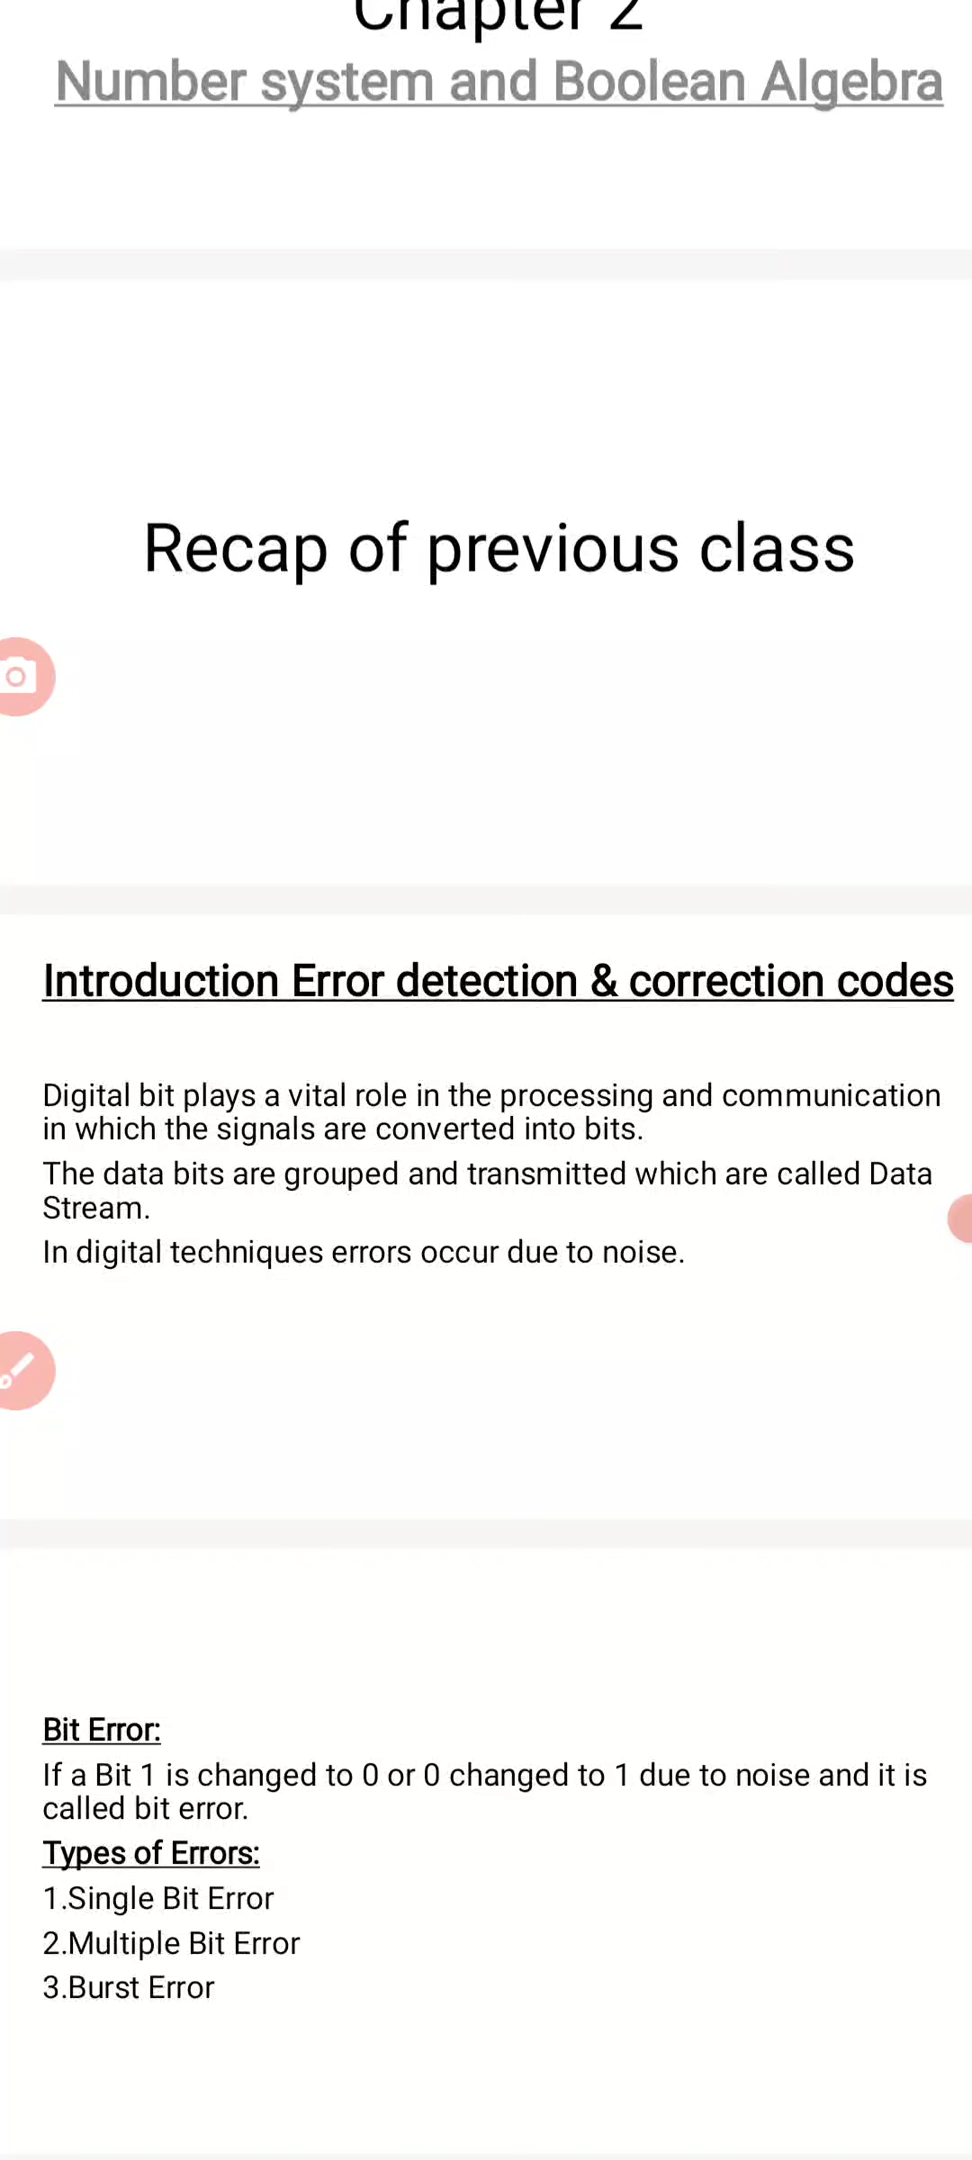 Chapter 2
Number system and Boolean Algebra
Recap of previous class
Introduction Error detection & correction codes
Digital bit plays a vital role in the processing and communication
in which the signals are converted into bits.
The data bits are grouped and transmitted which are called Data
Stream.
In digital techniques errors occur due to noise.
Bit Error:
If a Bit 1 is changed to 0 or 0 changed to 1 due to noise and it is
called bit error.
Types of Errors:
1.Single Bit Error
2.Multiple Bit Error
3.Burst Error